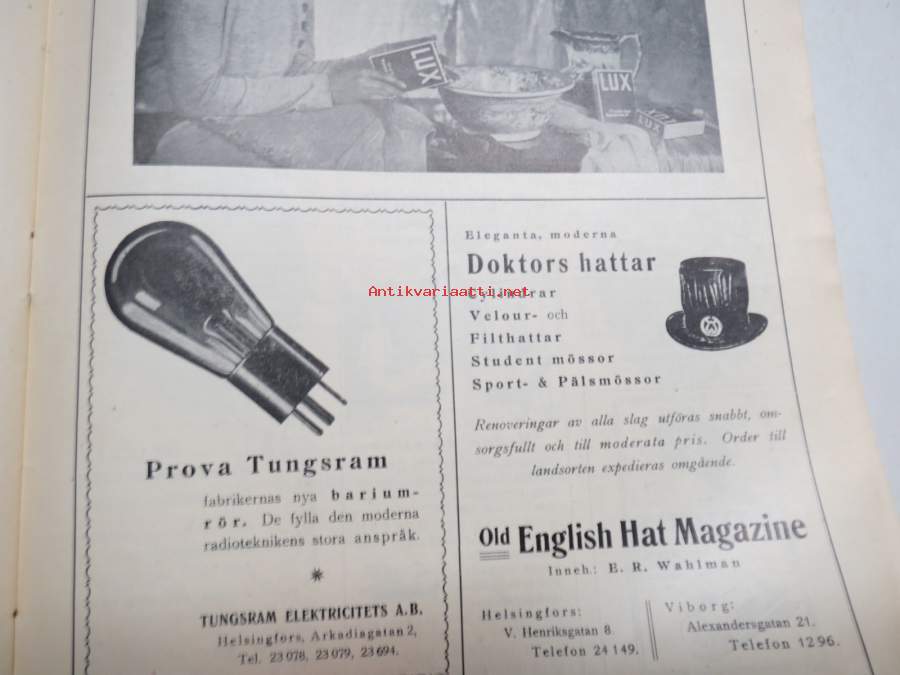 LUX
LUX
LUX
Prova Tungsram
fabrikernas nya barium-
rör. De fylla den moderna
radioteknikens stora anspråk.
*
TUNGSRAM ELEKTRICITETS A.B.
Helsingfors, Arkadiagatan 2,
Tel. 23 078, 23 079, 23 694.
Eleganta, moderna
Doktors hattar
Antikvariaatti.net
Cylindrar
Velour- och
Filthattar
Student mössor
Sport- & Pälsmössor
Renoveringar av alla slag utföras snabbt, om-
sorgsfullt och till moderata pris. Order till
landsorten expedieras omgående.
Old English Hat Magazine
Inneh.: E. R. Wahlman
Helsingfors:
V. Henriksgatan 8.
Telefon 24 149.
Viborg:
Alexandersgatan 21.
Telefon 12 96.